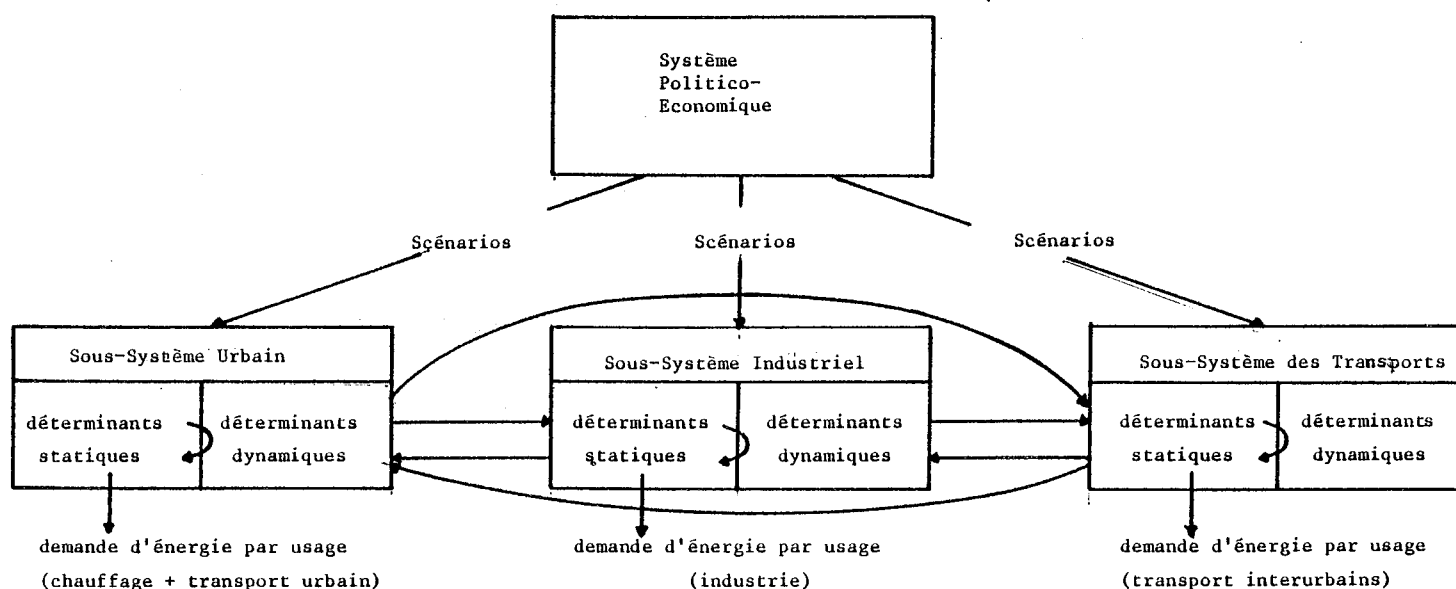 Système
Politico-
Economique
Scénarios
Scénarios
Scénarios
Sous-Système Urbain
Sous-Système Industriel
Sous-Système des Transports
déterminants
statiques
déterminants
dynamiques
déterminants
statiques
déterminants
dynamiques
déterminants
statiques
déterminants
dynamiques
demande d'énergie par usage
(chauffage + transport urbain)
demande d'énergie par usage
(industrie)
demande d'énergie par usage
(transport interurbains)